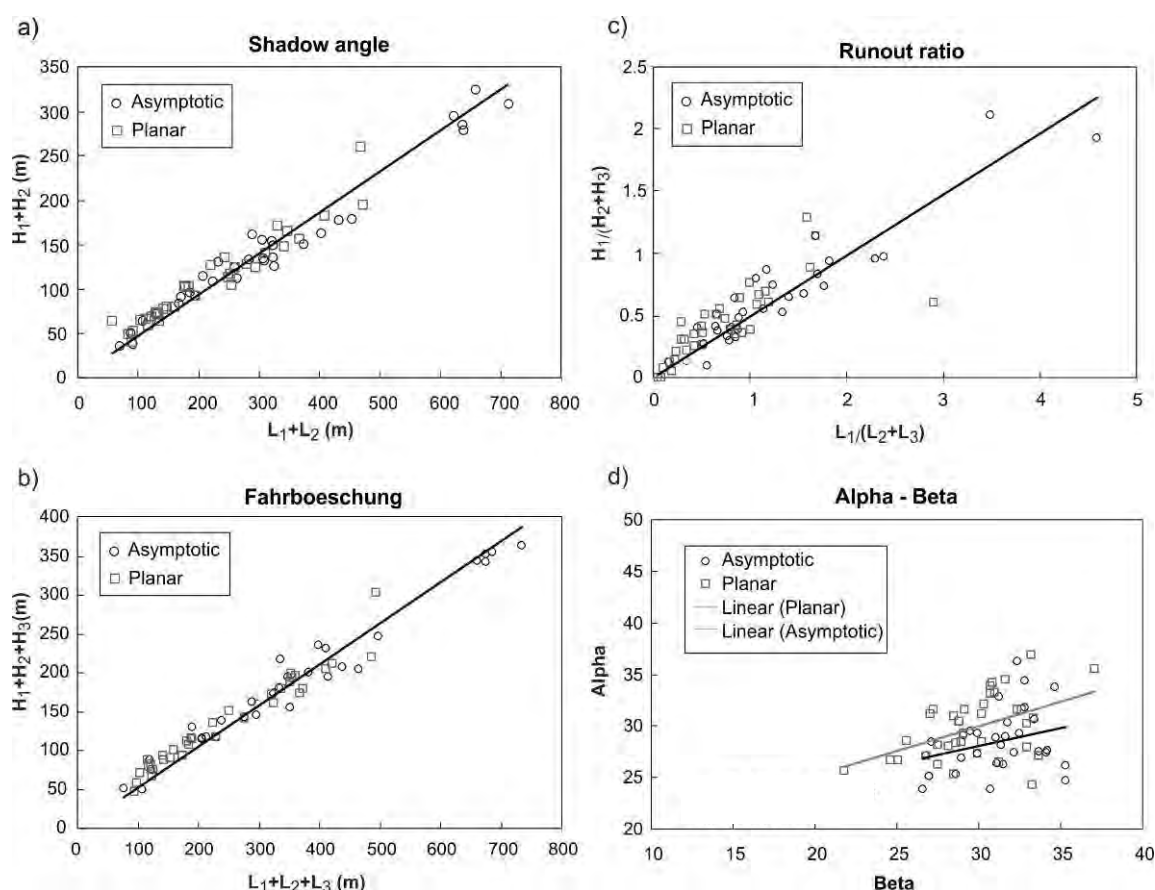 a)
Shadow angle
350
300
250
200
150
100
50
0
H1+H2 (m)
Asymptotic
Planar
0 100 200 300 400 500 600 700 800
L1+L2 (m)
c)
Runout ratio
2.5
2
1.5
1
0.5
0
H1/(H2+H3)
Asymptotic
Planar
0 1 2 3 4 5
L1/(L2+L3)
b)
Fahrboeschung
400
350
300
250
200
150
100
50
0
H1+H2+H3(m)
Asymptotic
Planar
0 100 200 300 400 500 600 700 800
L1+L2+L3 (m)
d)
Alpha - Beta
50
45
40
35
30
25
20
Alpha
Asymptotic
Planar
Linear (Planar)
Linear (Asymptotic)
10 15 20 25 30 35 40
Beta